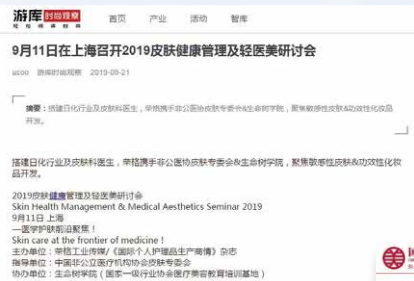 游库 时尚观察
首页 产业 活动 智库
9月11日在上海召开2019皮肤健康管理及轻医美研讨会
游库时尚观察 2019-08-21
摘要：搭建日化行业及皮肤科医生，荣格携手非公医协皮肤专委会&生命树学院，聚焦敏感性皮肤&功效性化妆品
开发。
搭建日化行业及皮肤科医生，荣格携手非公医协皮肤专委会&生命树学院，聚焦敏感皮肤&功效性化妆
品开发。
2019皮肤健康管理及轻医美研讨会
Skin Health Management & Medical Aesthetics Seminar 2019
9月11日 上海
—医学护肤前沿聚焦！
Skin care at the frontier of medicine！
主办单位：荣格工业传媒/《国际个人护理品生产商情》杂志
指导单位：中国非公立医疗机构协会皮肤专委会
协办单位：生命树学院（国家一级行业协会医疗美容教育培训基地）